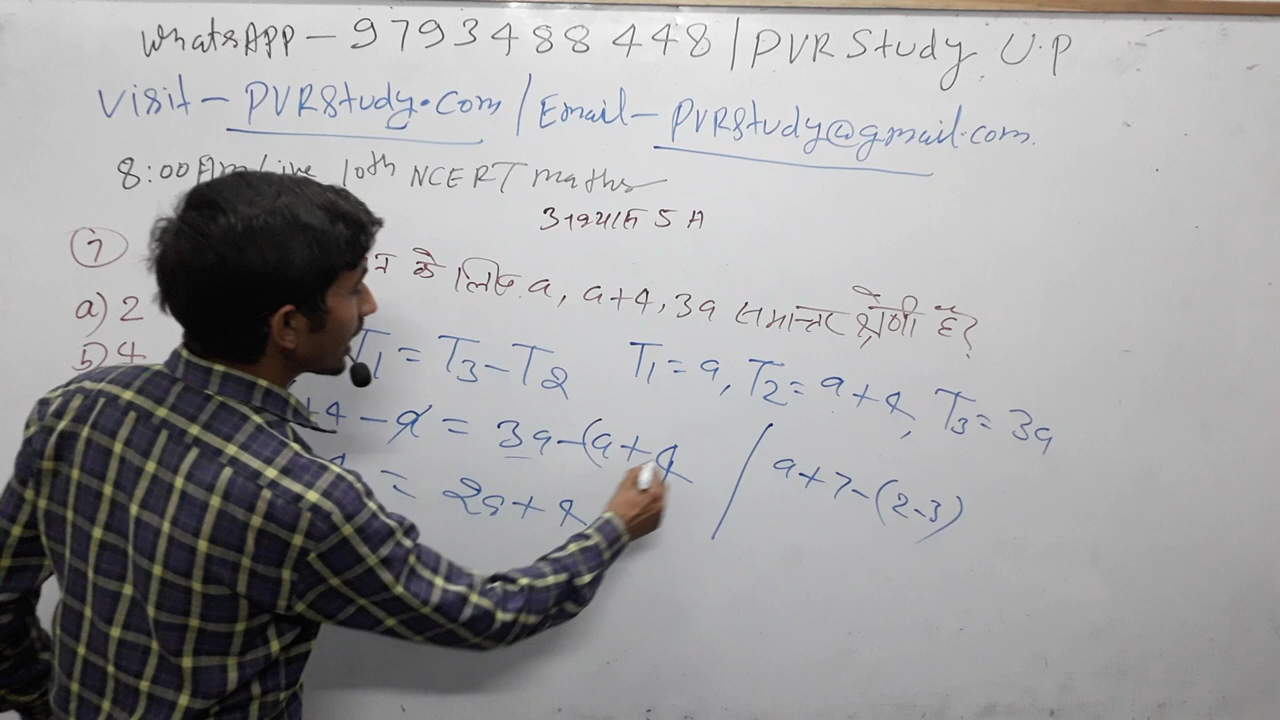 WhatsAPP - 9793488448 | PVR Study U.P
Visit - PVRStudy.Com / Email - PVRStudy@gmail.com
8:00 10th NCERT maths
5 A
7
के लिए a, a+4, 3a समान्तर श्रेणी है?
a) 2
b) 4
T1 = T3 - T2 T1 = a, T2 = a+4, T3 = 3a
+4 - a = 3a - (a+4 / a+7-(2-3)
= 2a+4